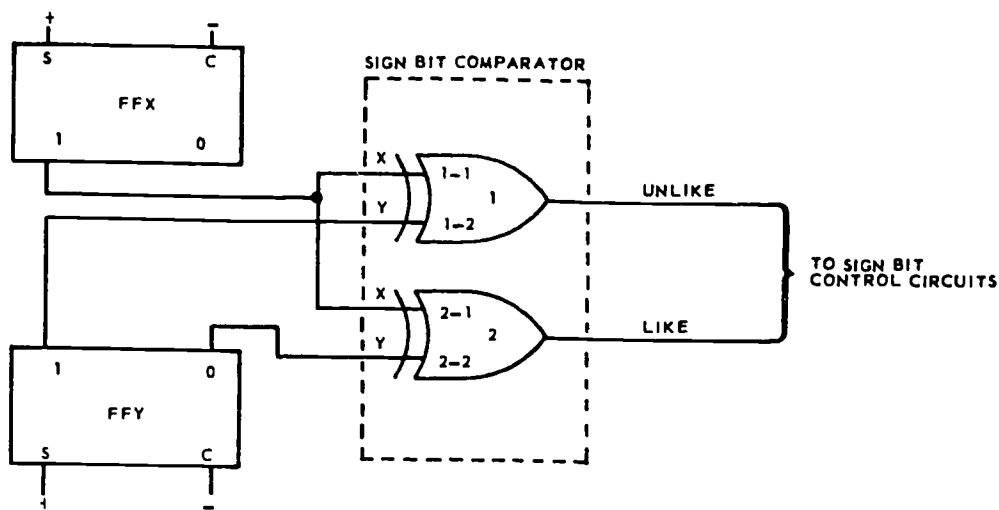 + −
S C
FFX
1 0
SIGN BIT COMPARATOR
X
1-1
1
Y
1-2
UNLIKE
TO SIGN BIT
CONTROL CIRCUITS
X
2-1
2
Y
2-2
LIKE
1 0
FFY
S C
+ −